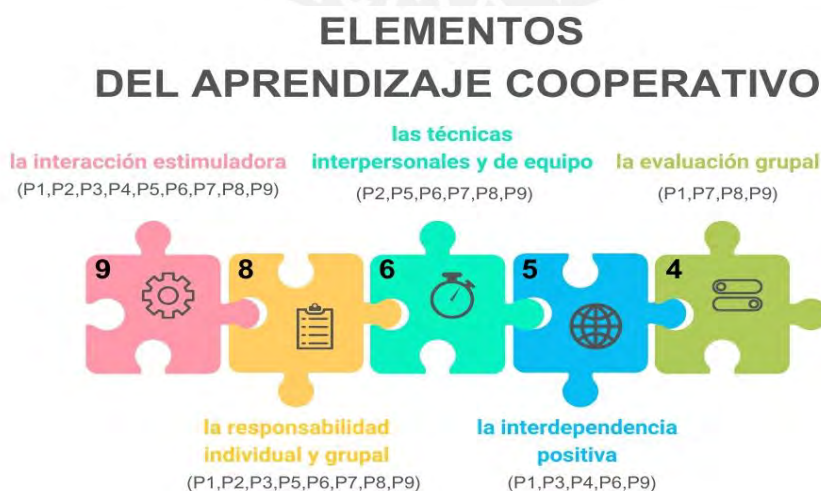 ELEMENTOS
DEL APRENDIZAJE COOPERATIVO
la interacción estimuladora
(P1,P2,P3,P4,P5,P6,P7,P8,P9)
las técnicas
interpersonales y de equipo
(P2,P5,P6,P7,P8,P9)
la evaluación grupal
(P1,P7,P8,P9)
9
8
6
5
4
la responsabilidad
individual y grupal
(P1,P2,P3,P5,P6,P7,P8,P9)
la interdependencia
positiva
(P1,P3,P4,P6,P9)